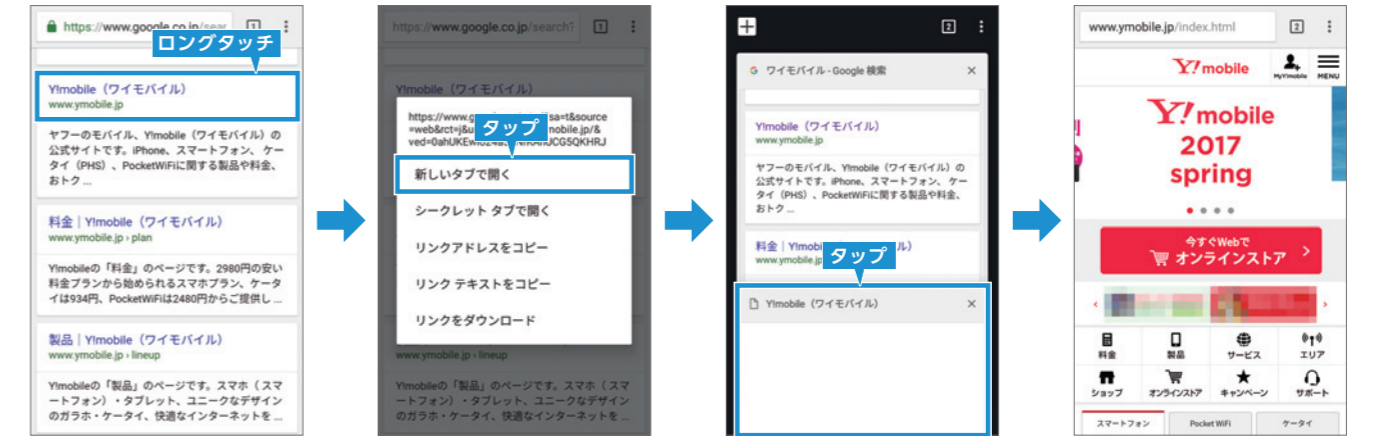 https://www.google.co.jp/sear
1
ロングタッチ
Y!mobile（ワイモバイル）
www.ymobile.jp
ヤフーのモバイル、Y!mobile（ワイモバイル）の
公式サイトです。iPhone、スマートフォン、ケー
タイ（PHS）、PocketWiFiに関する製品や料金、
おトク ...
料金｜Y!mobile（ワイモバイル）
www.ymobile.jp › plan
Y!mobileの「料金」のページです。2980円の安い
料金プランから始められるスマホプラン、ケータ
イは934円、PocketWiFiは2480円からご提供し ...
製品｜Y!mobile（ワイモバイル）
www.ymobile.jp › lineup
Y!mobileの「製品」のページです。スマホ（スマ
ートフォン）・タブレット、ユニークなデザイン
のガラホ・ケータイ、快適なインターネットを ...
https://www.google.co.jp/search?
1
Y!mobile（ワイモバイル）
https://www.g
sa=t&source
=web&rct=j&u
mobile.jp/&
タップ
新しいタブで開く
シークレット タブで開く
リンクアドレスをコピー
リンク テキストをコピー
リンクをダウンロード
www.ymobile.jp › lineup
Y!mobileの「製品」のページです。スマホ（スマ
ートフォン）・タブレット、ユニークなデザイン
のガラホ・ケータイ、快適なインターネットを ...
2
ワイモバイル - Google 検索
Y!mobile（ワイモバイル）
www.ymobile.jp
ヤフーのモバイル、Y!mobile（ワイモバイル）の
公式サイトです。iPhone、スマートフォン、ケー
タイ（PHS）、PocketWiFiに関する製品や料金、
おトク ...
料金｜Y!mobi
ル）
www.ymobile.jp
タップ
Y!mobile（ワイモバイル）
www.ymobile.jp/index.html
2
Y!mobile
My Y!mobile
MENU
Y!mobile
2017
spring
今すぐWebで
オンラインストア
料金
製品
サービス
エリア
ショップ
オンラインストア
キャンペーン
サポート
スマートフォン
Pocket WiFi
ケータイ